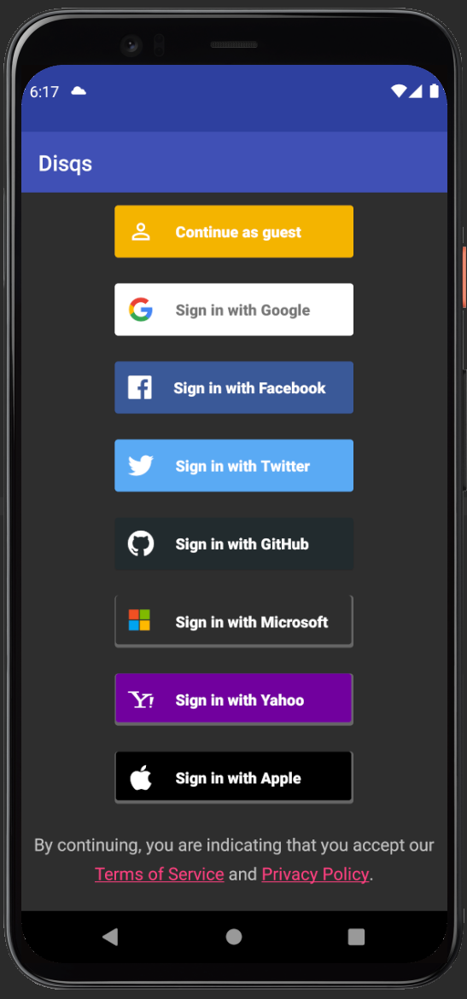 6:17
Disqs
Continue as guest
Sign in with Google
Sign in with Facebook
Sign in with Twitter
Sign in with GitHub
Sign in with Microsoft
Sign in with Yahoo
Sign in with Apple
By continuing, you are indicating that you accept our
Terms of Service and Privacy Policy.